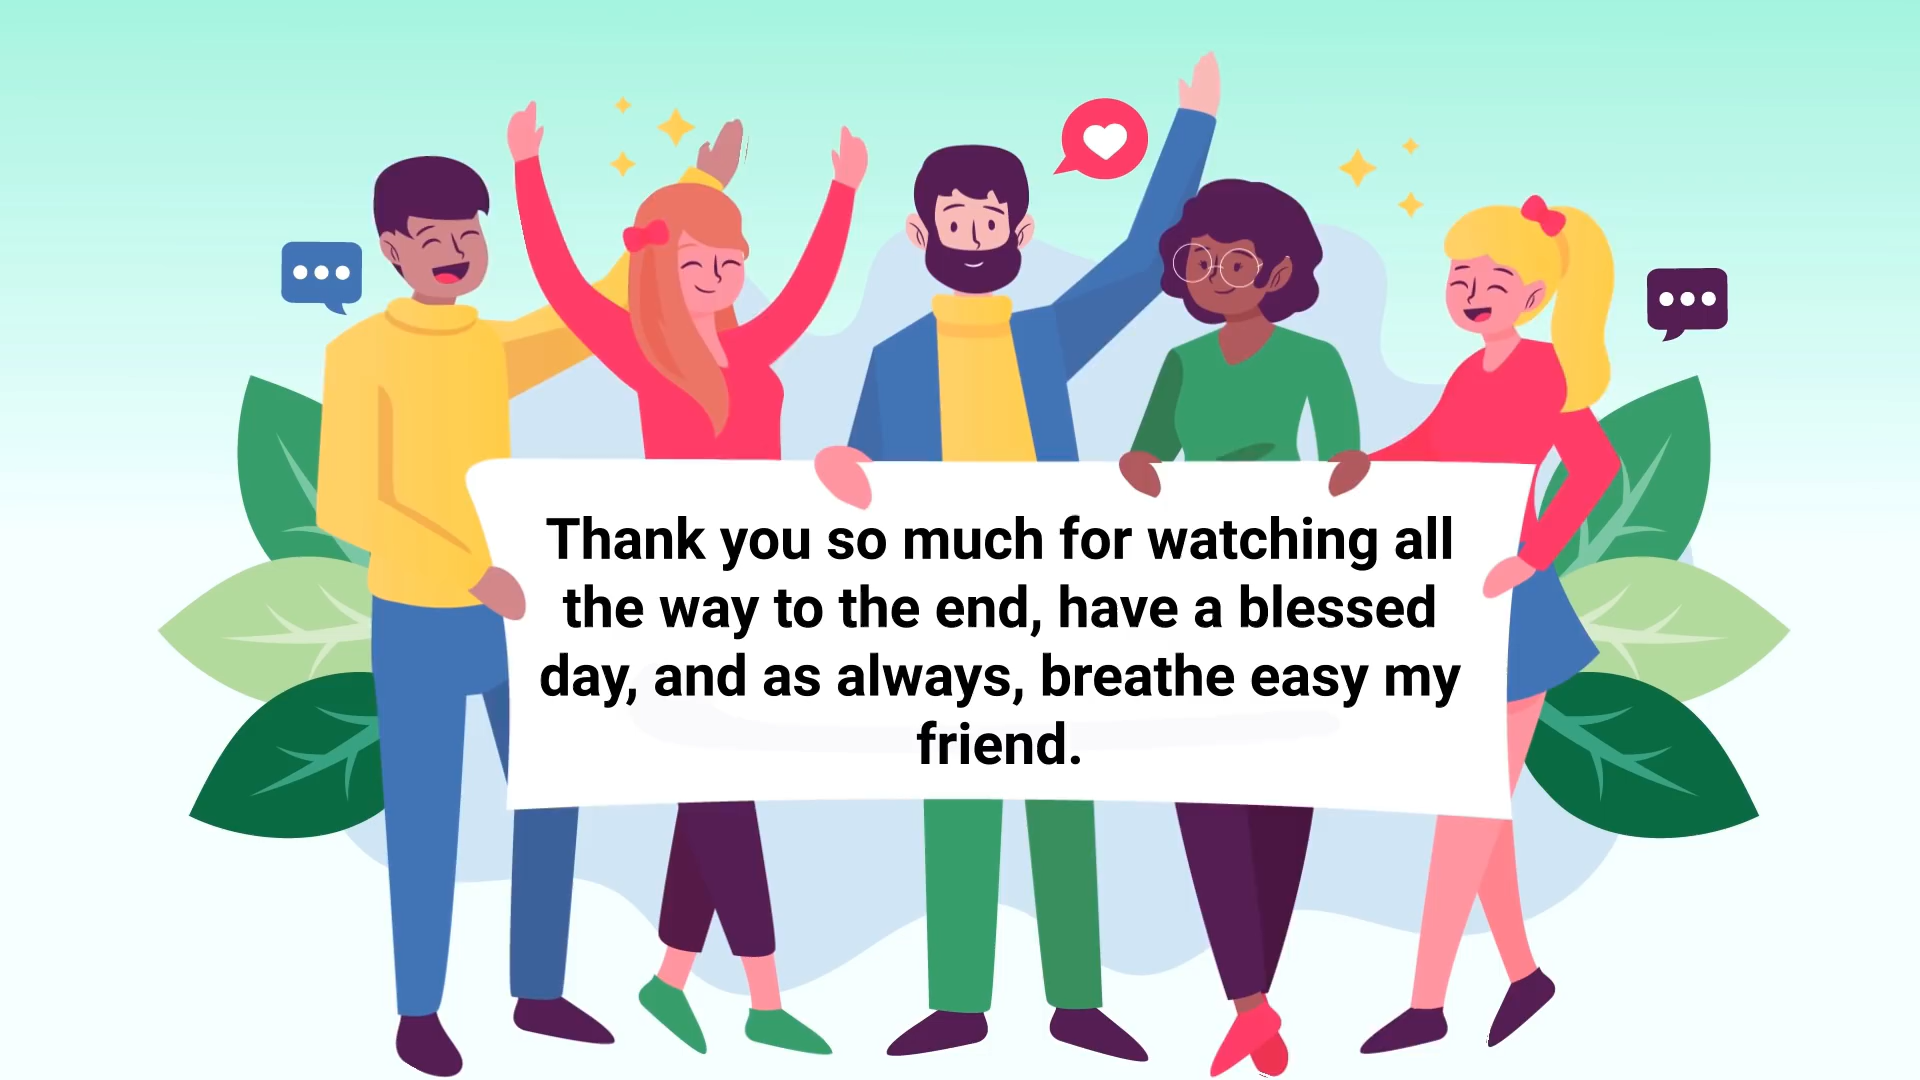 Thank you so much for watching all
the way to the end, have a blessed
day, and as always, breathe easy my
friend.